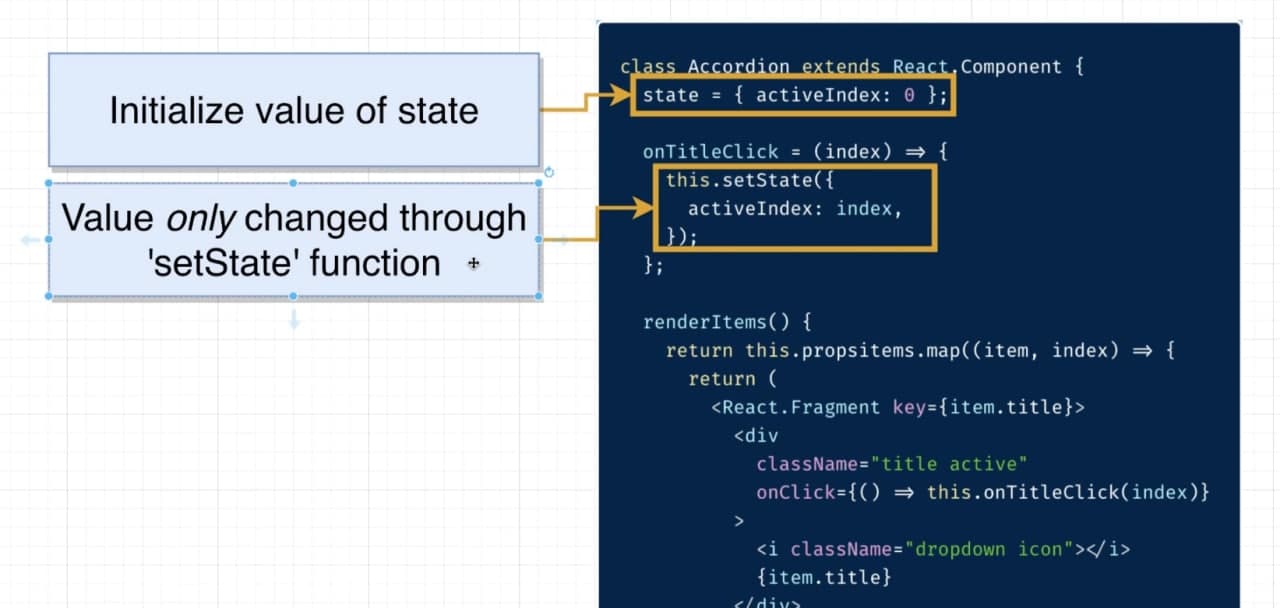 Initialize value of state
Value only changed through
'setState' function
class Accordion extends React.Component {
state = { activeIndex: 0 };
onTitleClick = (index) => {
this.setState({
activeIndex: index,
});
};
renderItems() {
return this.propsitems.map((item, index) => {
return (
<React.Fragment key={item.title}>
<div
className="title active"
onClick={() => this.onTitleClick(index)}
>
<i className="dropdown icon"></i>
{item.title}
</div>